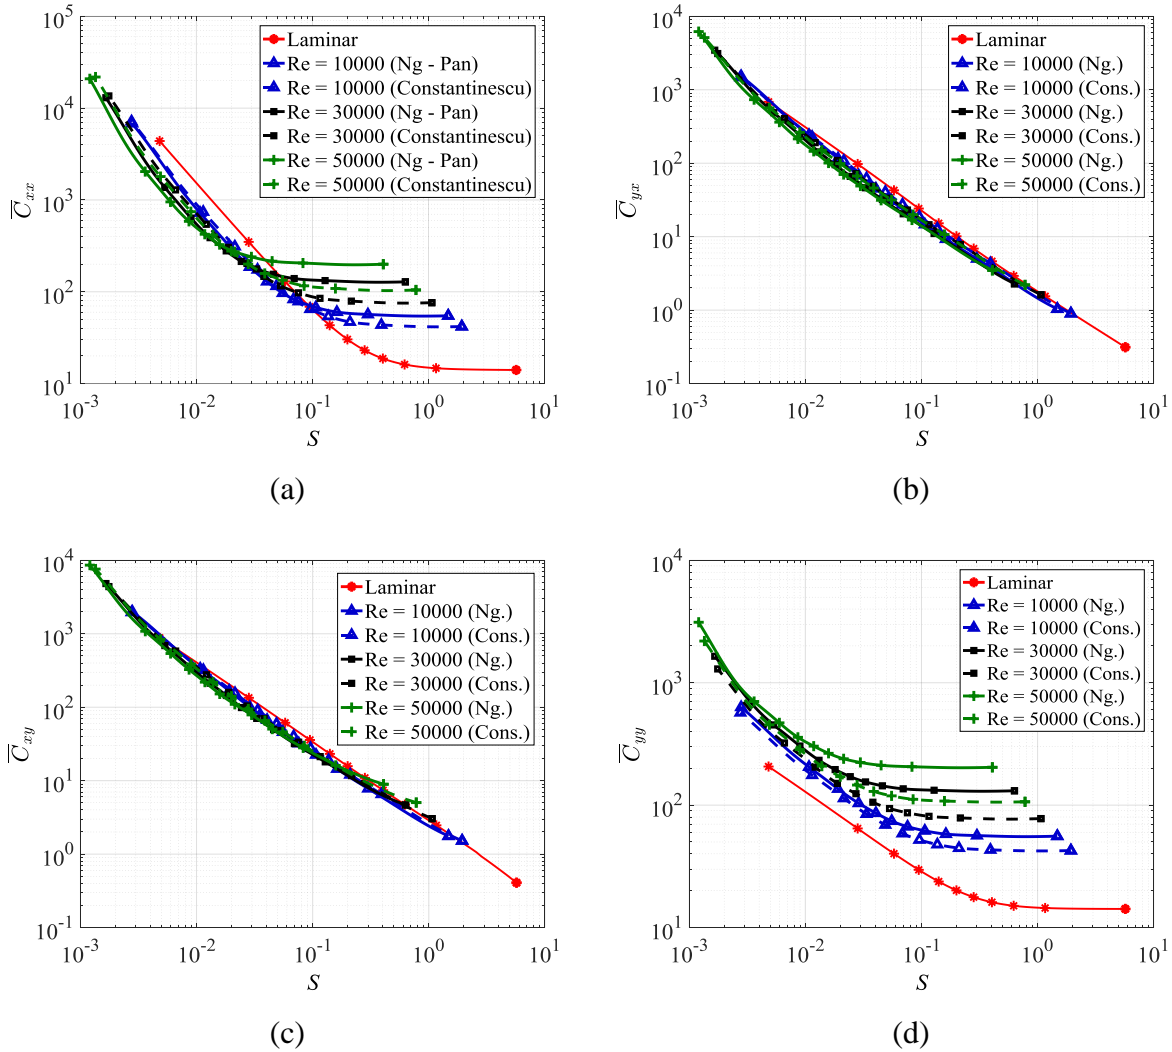 10^5
10^4
10^3
10^2
10^1
10^-3
10^-2
10^-1
10^0
10^1
C̅_xx
S
Laminar
Re = 10000 (Ng - Pan)
Re = 10000 (Constantinescu)
Re = 30000 (Ng - Pan)
Re = 30000 (Constantinescu)
Re = 50000 (Ng - Pan)
Re = 50000 (Constantinescu)
(a)
10^4
10^3
10^2
10^1
10^0
10^-1
10^-3
10^-2
10^-1
10^0
10^1
C̅_yx
S
Laminar
Re = 10000 (Ng.)
Re = 10000 (Cons.)
Re = 30000 (Ng.)
Re = 30000 (Cons.)
Re = 50000 (Ng.)
Re = 50000 (Cons.)
(b)
10^4
10^3
10^2
10^1
10^0
10^-1
10^-3
10^-2
10^-1
10^0
10^1
C̅_xy
S
Laminar
Re = 10000 (Ng.)
Re = 10000 (Cons.)
Re = 30000 (Ng.)
Re = 30000 (Cons.)
Re = 50000 (Ng.)
Re = 50000 (Cons.)
(c)
10^4
10^3
10^2
10^1
10^-3
10^-2
10^-1
10^0
10^1
C̅_yy
S
Laminar
Re = 10000 (Ng.)
Re = 10000 (Cons.)
Re = 30000 (Ng.)
Re = 30000 (Cons.)
Re = 50000 (Ng.)
Re = 50000 (Cons.)
(d)